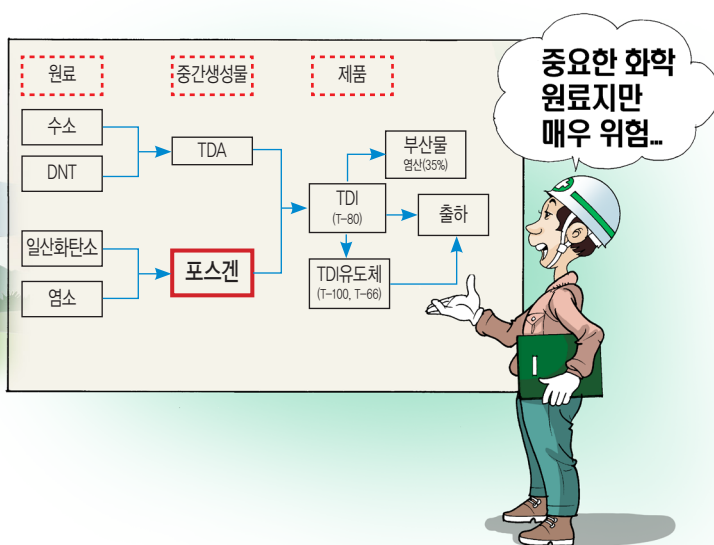 원료
중간생성물
제품
수소
DNT
TDA
일산화탄소
염소
포스겐
부산물
염산(35%)
TDI
(T-80)
출하
TDI유도체
(T-100, T-66)
중요한 화학
원료지만
매우 위험...